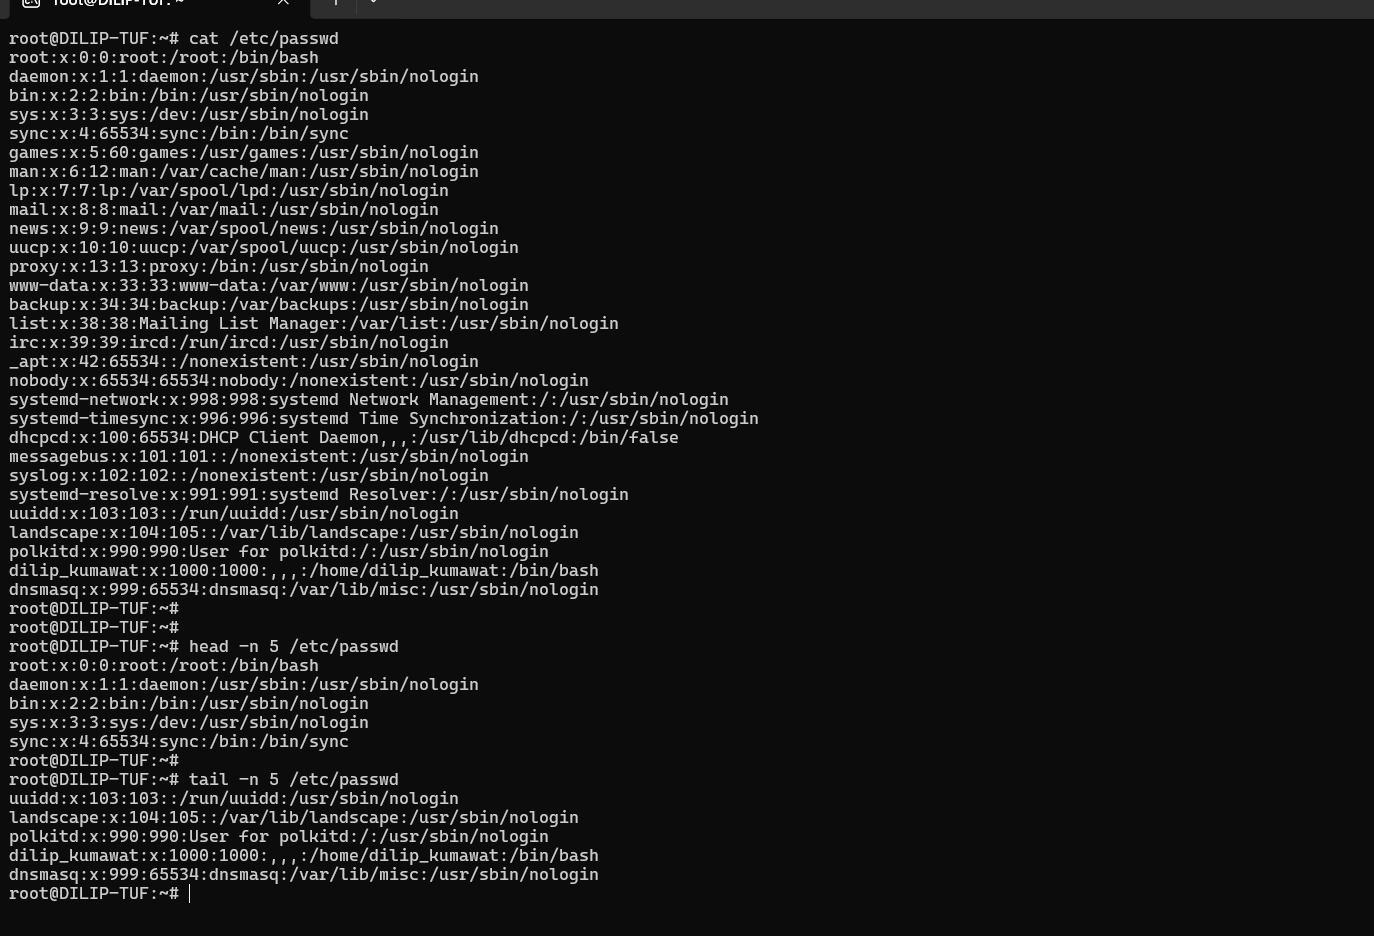 root@DILIP-TUF: ~
root@DILIP-TUF:~# cat /etc/passwd
root:x:0:0:root:/root:/bin/bash
daemon:x:1:1:daemon:/usr/sbin:/usr/sbin/nologin
bin:x:2:2:bin:/bin:/usr/sbin/nologin
sys:x:3:3:sys:/dev:/usr/sbin/nologin
sync:x:4:65534:sync:/bin:/bin/sync
games:x:5:60:games:/usr/games:/usr/sbin/nologin
man:x:6:12:man:/var/cache/man:/usr/sbin/nologin
lp:x:7:7:lp:/var/spool/lpd:/usr/sbin/nologin
mail:x:8:8:mail:/var/mail:/usr/sbin/nologin
news:x:9:9:news:/var/spool/news:/usr/sbin/nologin
uucp:x:10:10:uucp:/var/spool/uucp:/usr/sbin/nologin
proxy:x:13:13:proxy:/bin:/usr/sbin/nologin
www-data:x:33:33:www-data:/var/www:/usr/sbin/nologin
backup:x:34:34:backup:/var/backups:/usr/sbin/nologin
list:x:38:38:Mailing List Manager:/var/list:/usr/sbin/nologin
irc:x:39:39:ircd:/run/ircd:/usr/sbin/nologin
_apt:x:42:65534::/nonexistent:/usr/sbin/nologin
nobody:x:65534:65534:nobody:/nonexistent:/usr/sbin/nologin
systemd-network:x:998:998:systemd Network Management:/:/usr/sbin/nologin
systemd-timesync:x:996:996:systemd Time Synchronization:/:/usr/sbin/nologin
dhcpcd:x:100:65534:DHCP Client Daemon,,,:/usr/lib/dhcpcd:/bin/false
messagebus:x:101:101::/nonexistent:/usr/sbin/nologin
syslog:x:102:102::/nonexistent:/usr/sbin/nologin
systemd-resolve:x:991:991:systemd Resolver:/:/usr/sbin/nologin
uuidd:x:103:103::/run/uuidd:/usr/sbin/nologin
landscape:x:104:105::/var/lib/landscape:/usr/sbin/nologin
polkitd:x:990:990:User for polkitd:/:/usr/sbin/nologin
dilip_kumawat:x:1000:1000:,,,:/home/dilip_kumawat:/bin/bash
dnsmasq:x:999:65534:dnsmasq:/var/lib/misc:/usr/sbin/nologin
root@DILIP-TUF:~#
root@DILIP-TUF:~#
root@DILIP-TUF:~# head -n 5 /etc/passwd
root:x:0:0:root:/root:/bin/bash
daemon:x:1:1:daemon:/usr/sbin:/usr/sbin/nologin
bin:x:2:2:bin:/bin:/usr/sbin/nologin
sys:x:3:3:sys:/dev:/usr/sbin/nologin
sync:x:4:65534:sync:/bin:/bin/sync
root@DILIP-TUF:~#
root@DILIP-TUF:~# tail -n 5 /etc/passwd
uuidd:x:103:103::/run/uuidd:/usr/sbin/nologin
landscape:x:104:105::/var/lib/landscape:/usr/sbin/nologin
polkitd:x:990:990:User for polkitd:/:/usr/sbin/nologin
dilip_kumawat:x:1000:1000:,,,:/home/dilip_kumawat:/bin/bash
dnsmasq:x:999:65534:dnsmasq:/var/lib/misc:/usr/sbin/nologin
root@DILIP-TUF:~#